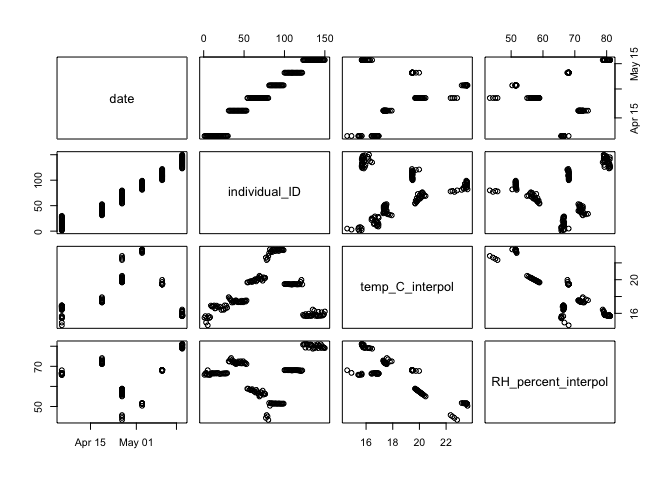 0 50 100 150
50 60 70 80
date
Apr 15 May 15
individual_ID
0 50 100
temp_C_interpol
16 20
RH_percent_interpol
50 70
Apr 15 May 01
16 18 20 22